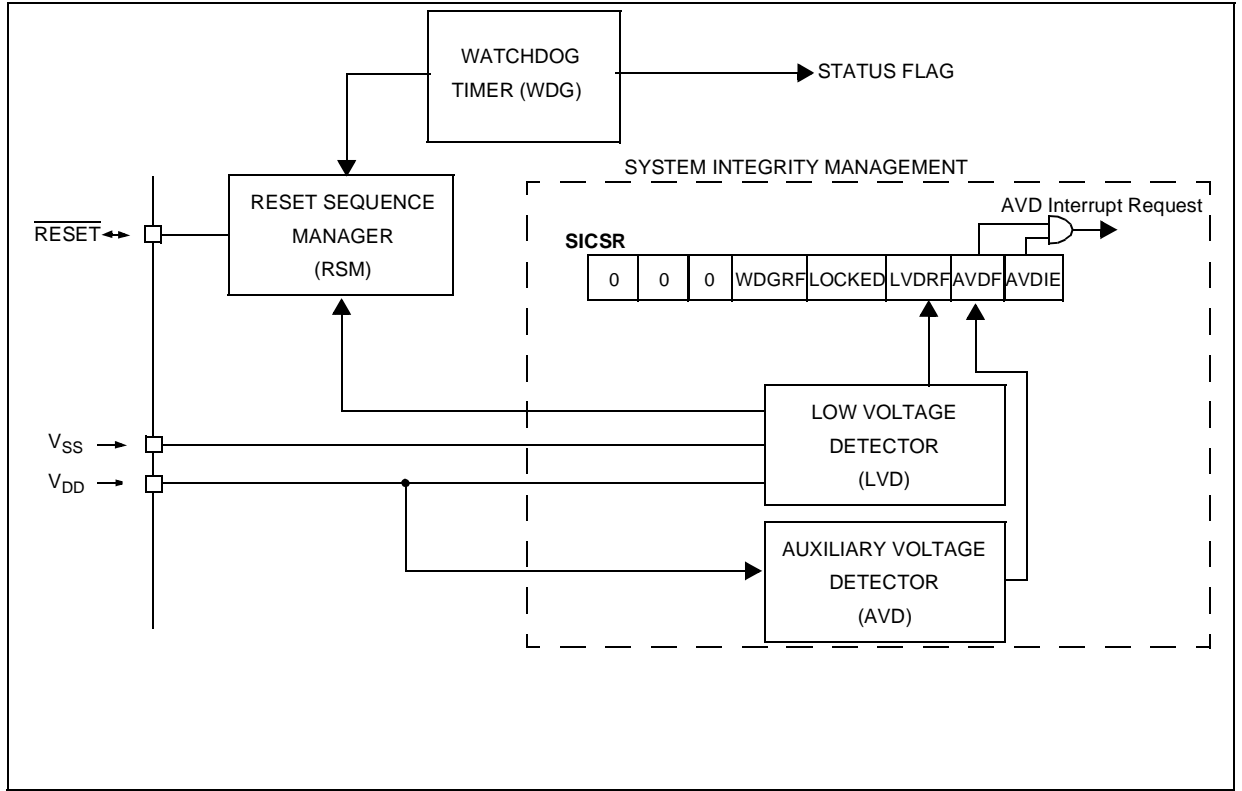 WATCHDOG
TIMER (WDG)
STATUS FLAG
SYSTEM INTEGRITY MANAGEMENT
RESET SEQUENCE
MANAGER
(RSM)
RESET
AVD Interrupt Request
SICSR
0 0 0 WDGRF LOCKED LVDRF AVDF AVDIE
LOW VOLTAGE
DETECTOR
(LVD)
VSS
VDD
AUXILIARY VOLTAGE
DETECTOR
(AVD)